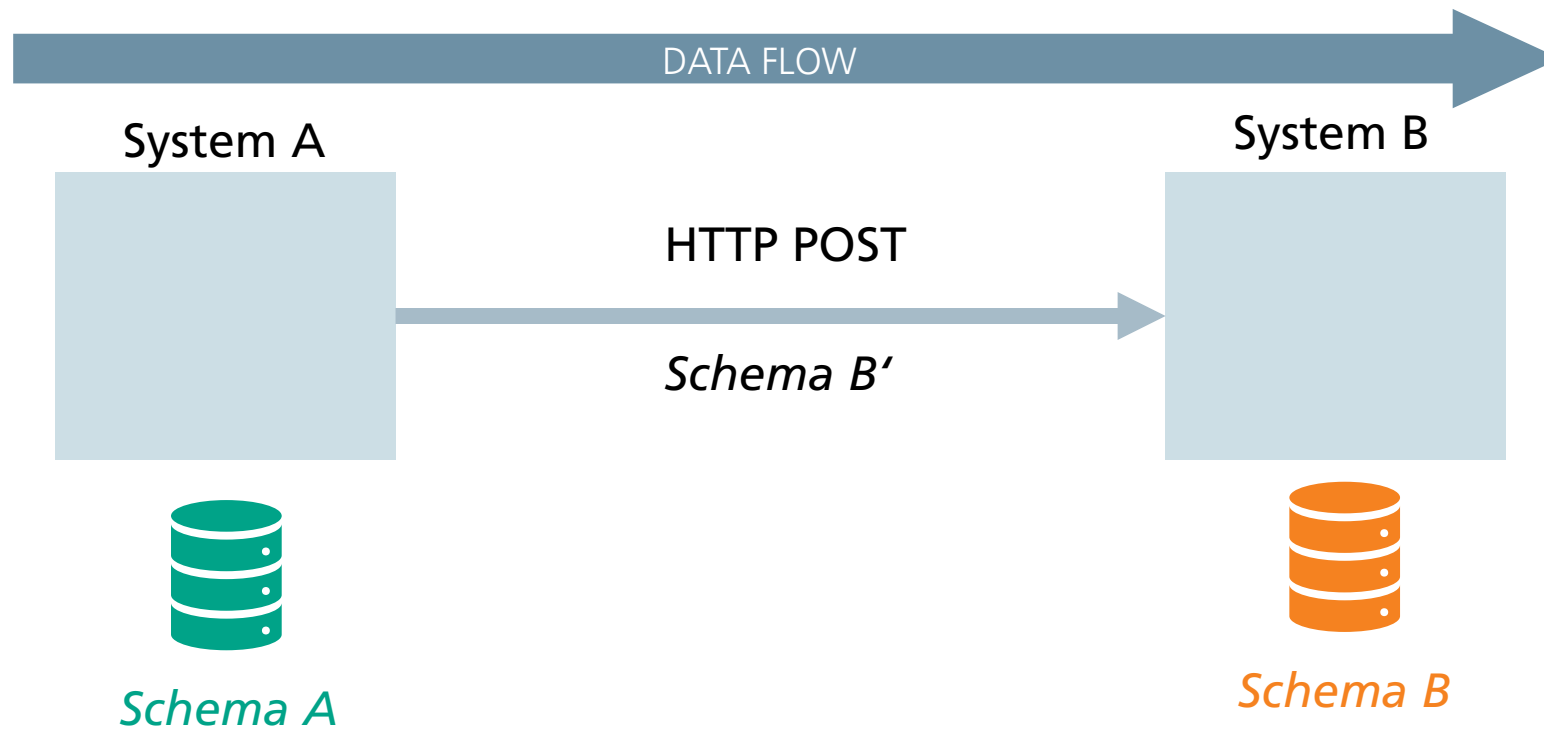 DATA FLOW
System A
System B
HTTP POST
Schema B‘
Schema A
Schema B